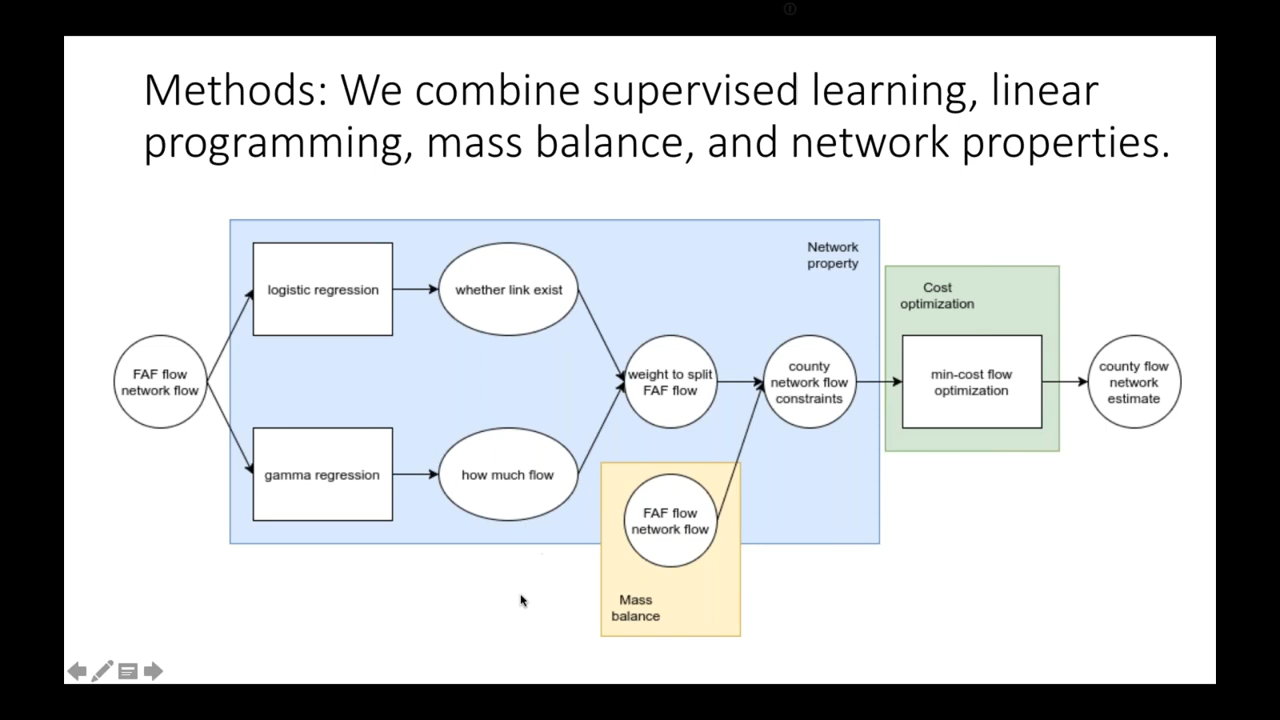 Methods: We combine supervised learning, linear
programming, mass balance, and network properties.
Network
property
logistic regression
whether link exist
Cost
optimization
FAF flow
network flow
weight to split
FAF flow
county
network flow
constraints
min-cost flow
optimization
county flow
network
estimate
gamma regression
how much flow
FAF flow
network flow
Mass
balance